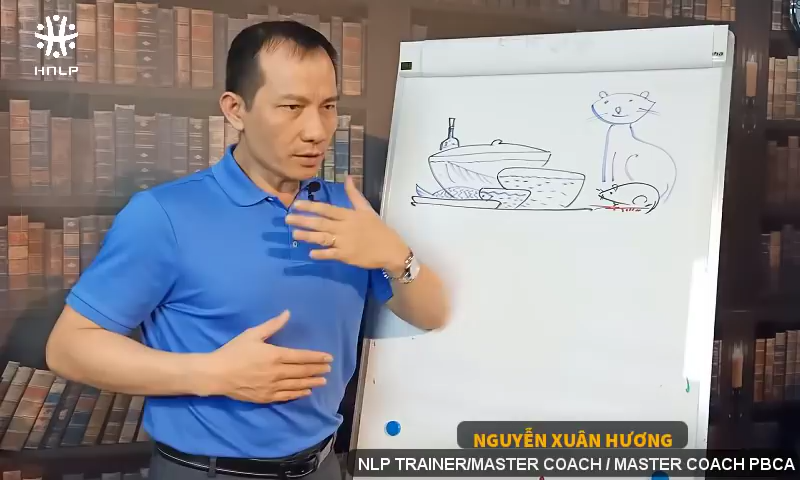 HNLP
NGUYỄN XUÂN HƯƠNG
NLP TRAINER/MASTER COACH / MASTER COACH PBCA